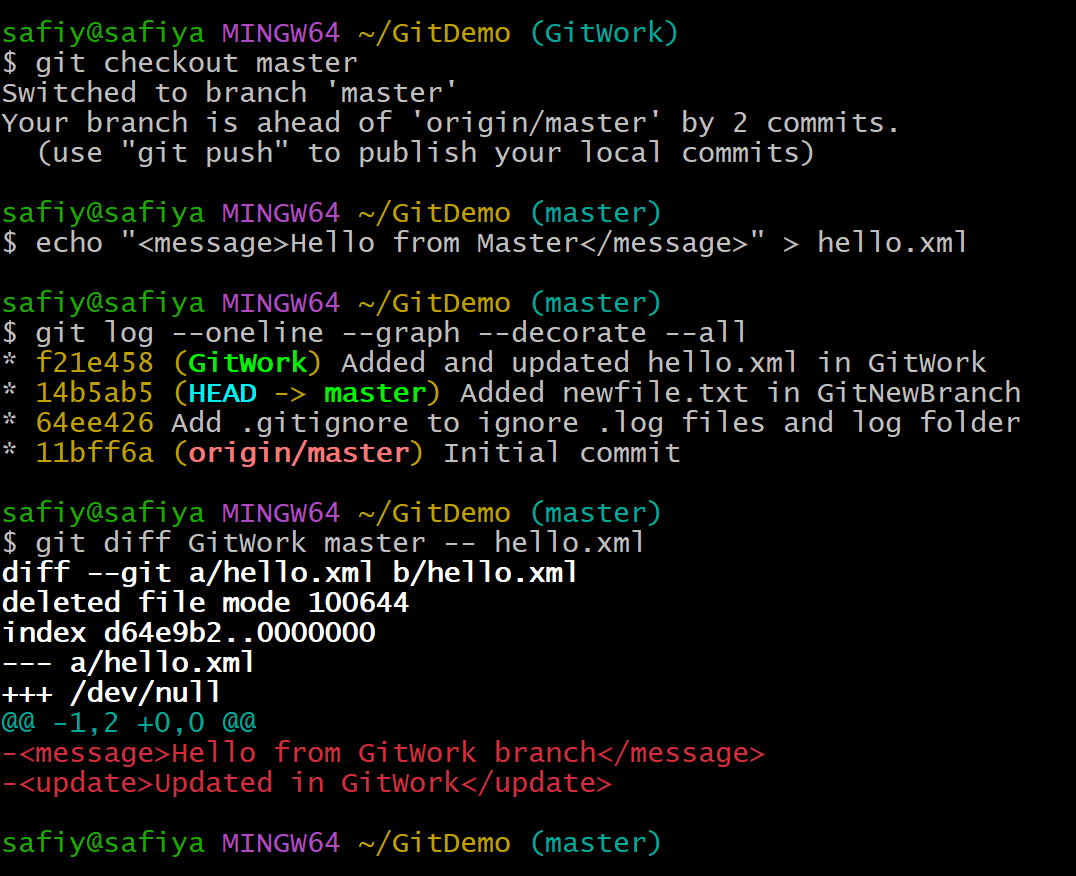 safiy@safiya MINGW64 ~/GitDemo (GitWork)
$ git checkout master
Switched to branch 'master'
Your branch is ahead of 'origin/master' by 2 commits.
  (use "git push" to publish your local commits)

safiy@safiya MINGW64 ~/GitDemo (master)
$ echo "<message>Hello from Master</message>" > hello.xml

safiy@safiya MINGW64 ~/GitDemo (master)
$ git log --oneline --graph --decorate --all
* f21e458 (GitWork) Added and updated hello.xml in GitWork
* 14b5ab5 (HEAD -> master) Added newfile.txt in GitNewBranch
* 64ee426 Add .gitignore to ignore .log files and log folder
* 11bff6a (origin/master) Initial commit

safiy@safiya MINGW64 ~/GitDemo (master)
$ git diff GitWork master -- hello.xml
diff --git a/hello.xml b/hello.xml
deleted file mode 100644
index d64e9b2..0000000
--- a/hello.xml
+++ /dev/null
@@ -1,2 +0,0 @@
-<message>Hello from GitWork branch</message>
-<update>Updated in GitWork</update>

safiy@safiya MINGW64 ~/GitDemo (master)